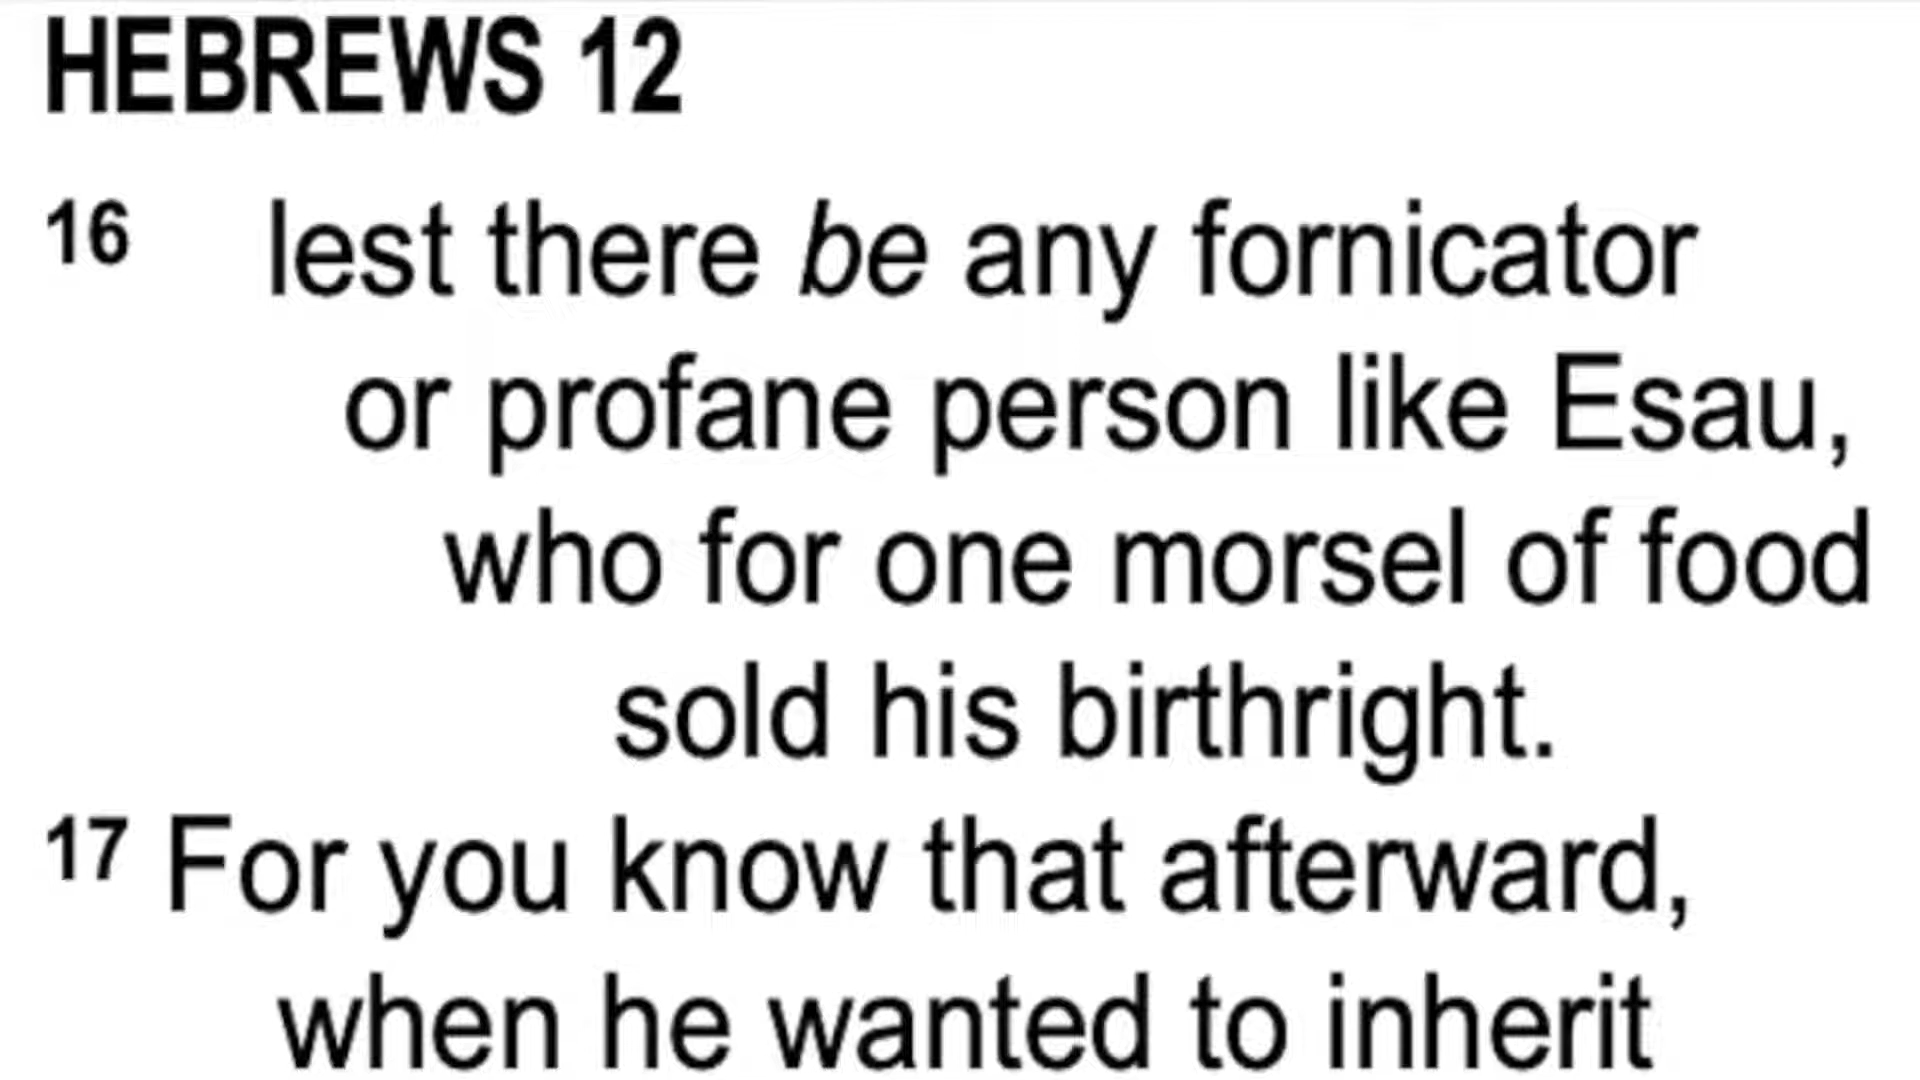 HEBREWS 12
16 lest there be any fornicator
or profane person like Esau,
who for one morsel of food
sold his birthright.
17 For you know that afterward,
when he wanted to inherit